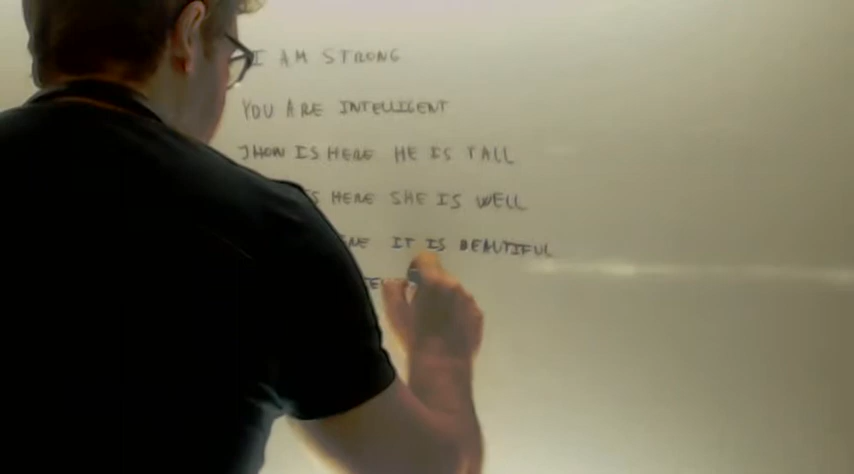 I AM STRONG
YOU ARE INTELLIGENT
JHON IS HERE HE IS TALL
HERE SHE IS WELL
IT IS BEAUTIFUL